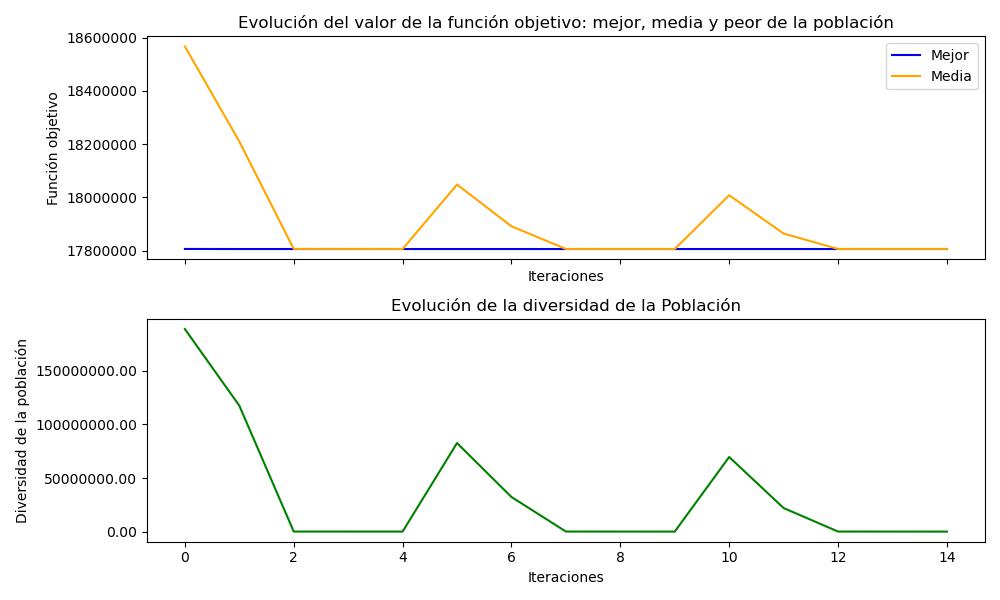 Evolución del valor de la función objetivo: mejor, media y peor de la población
18600000
18400000
18200000
18000000
17800000
Función objetivo
Mejor
Media
Iteraciones
Evolución de la diversidad de la Población
150000000.00
100000000.00
50000000.00
0.00
Diversidad de la población
0 2 4 6 8 10 12 14
Iteraciones